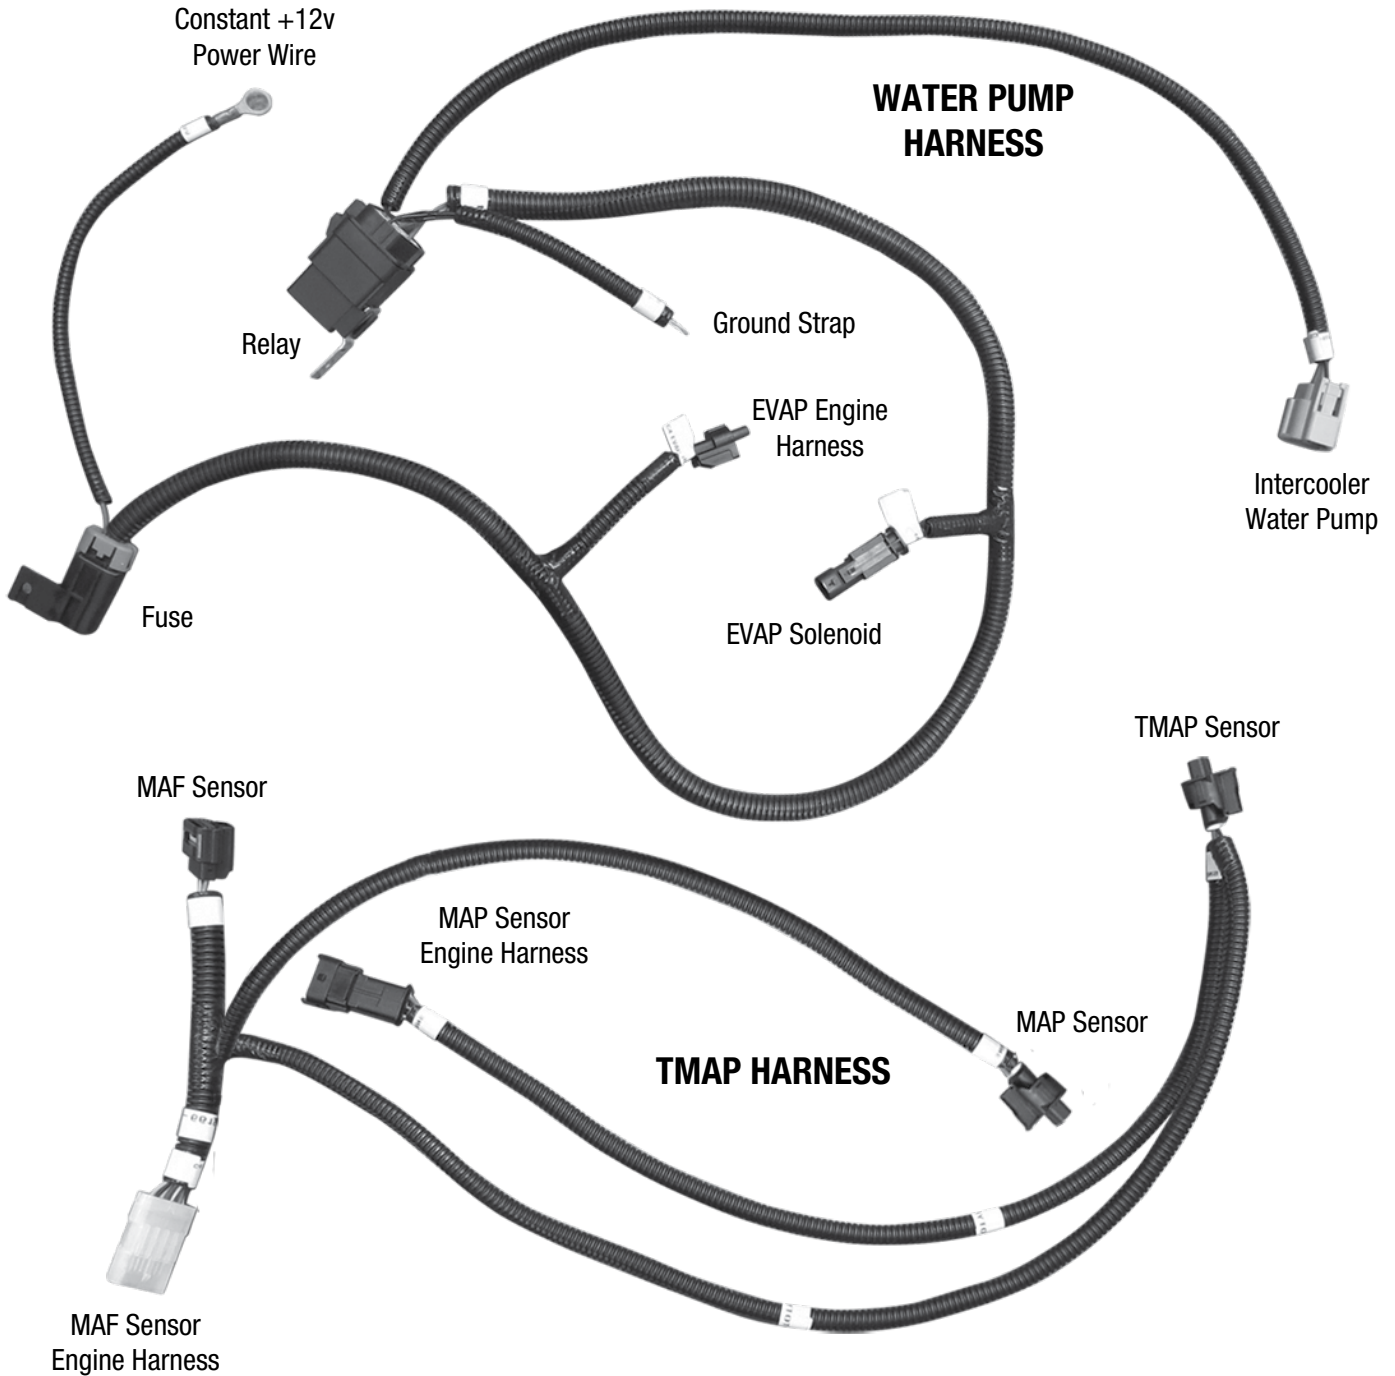 Constant +12v
Power Wire
WATER PUMP
HARNESS
Relay
Ground Strap
EVAP Engine
Harness
Intercooler
Water Pump
Fuse
EVAP Solenoid
TMAP Sensor
MAF Sensor
MAP Sensor
Engine Harness
MAP Sensor
TMAP HARNESS
MAF Sensor
Engine Harness